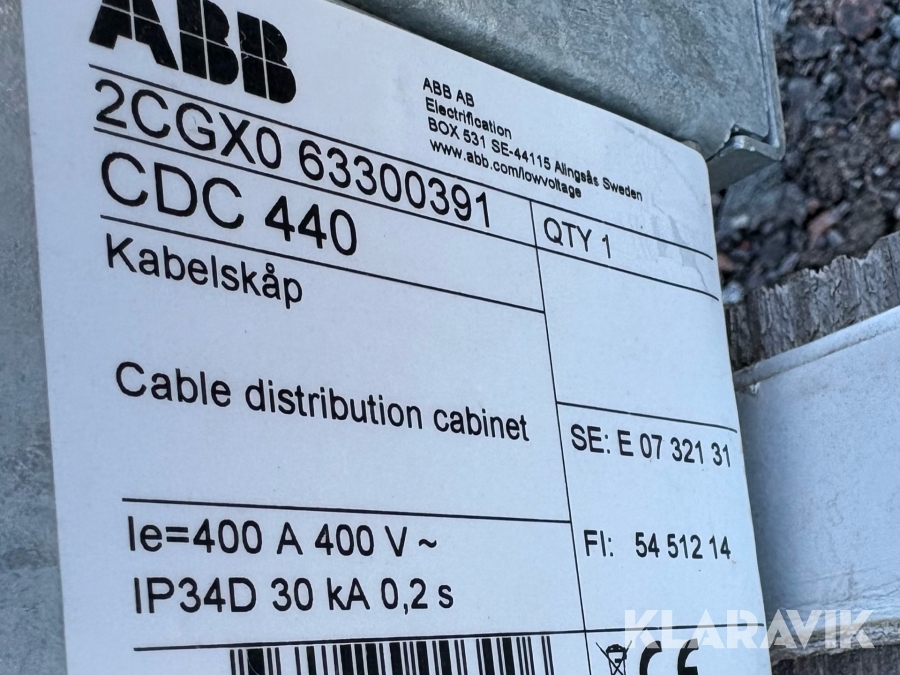 ABB
ABB AB
Electrification
BOX 531 SE-44115 Alingsås Sweden
www.abb.com/lowvoltage
2CGX0 63300391
QTY 1
CDC 440
Kabelskåp
Cable distribution cabinet
SE: E 07 321 31
FI: 54 512 14
Ie=400 A 400 V ~
IP34D 30 kA 0,2 s
CE
KLARAVIK